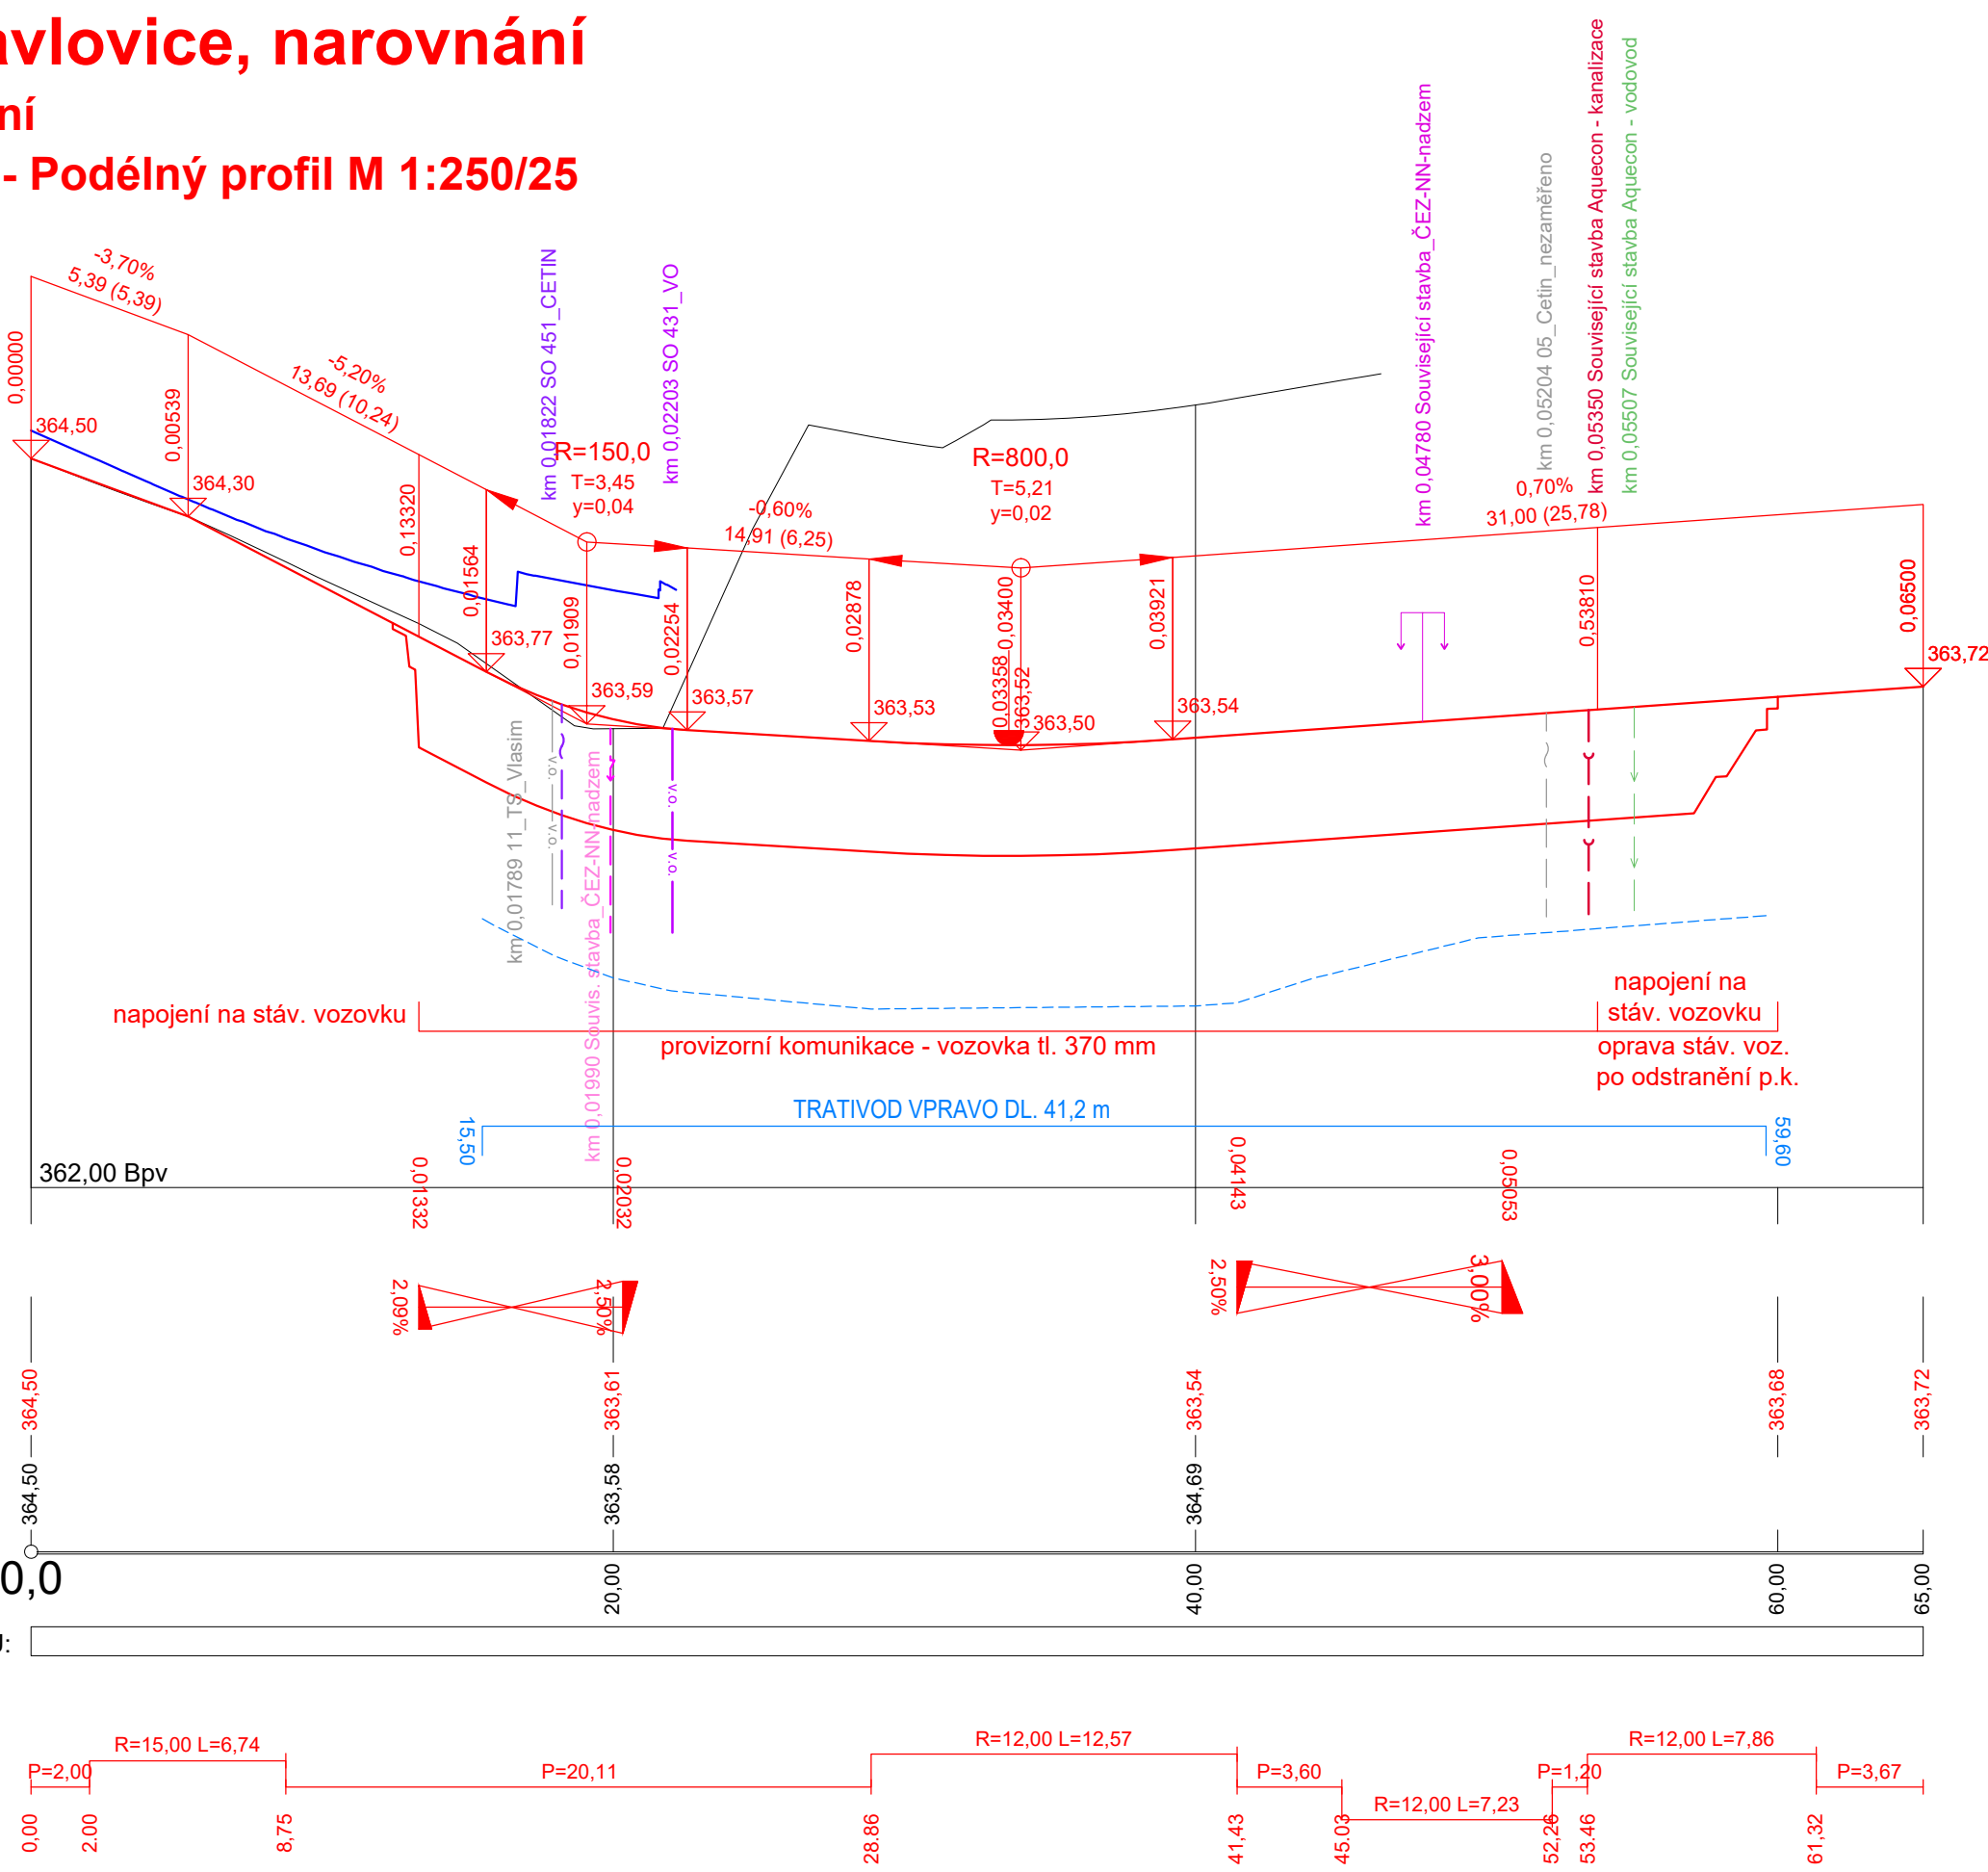 avlovice, narovnání
ní
- Podélný profil M 1:250/25
-3,70%
5,39 (5,39)
-5,20%
13,69 (10,24)
0,00000
364,50
0,00539
364,30
0,13320
0,01564
363,77
km 0,01822 SO 451_CETIN
km 0,02203 SO 431_VO
R=150,0
T=3,45
y=0,04
0,01909
363,59
0,02254
363,57
-0,60%
14,91 (6,25)
0,02878
363,53
R=800,0
T=5,21
y=0,02
0,03358
363,52
0,03400
363,50
0,03921
363,54
km 0,04780 Související stavba_ČEZ-NN-nadzem
km 0,05204 05_Cetin_nezaměřeno
km 0,05350 Související stavba Aquecon - kanalizace
km 0,05507 Související stavba Aquecon - vodovod
0,70%
31,00 (25,78)
0,53810
0,06500
363,72
km 0,01789 11_TS_Vlasim
v.o.
v.o.
km 0,01990 Souvis. stavba_ČEZ-NN-nadzem
v.o.
v.o.
napojení na stáv. vozovku
provizorní komunikace - vozovka tl. 370 mm
napojení na
stáv. vozovku
oprava stáv. voz.
po odstranění p.k.
TRATIVOD VPRAVO DL. 41,2 m
15,50
59,60
362,00 Bpv
0,01332
0,02032
0,04143
0,05053
2,09%
2,50%
2,50%
3,00%
364,50
363,61
363,54
363,68
363,72
364,50
363,58
364,69
0,0
20,00
40,00
60,00
65,00
U:
P=2,00
R=15,00 L=6,74
P=20,11
R=12,00 L=12,57
P=3,60
R=12,00 L=7,23
P=1,20
R=12,00 L=7,86
P=3,67
0,00
2.00
8,75
28.86
41,43
45.03
52,26
53.46
61,32